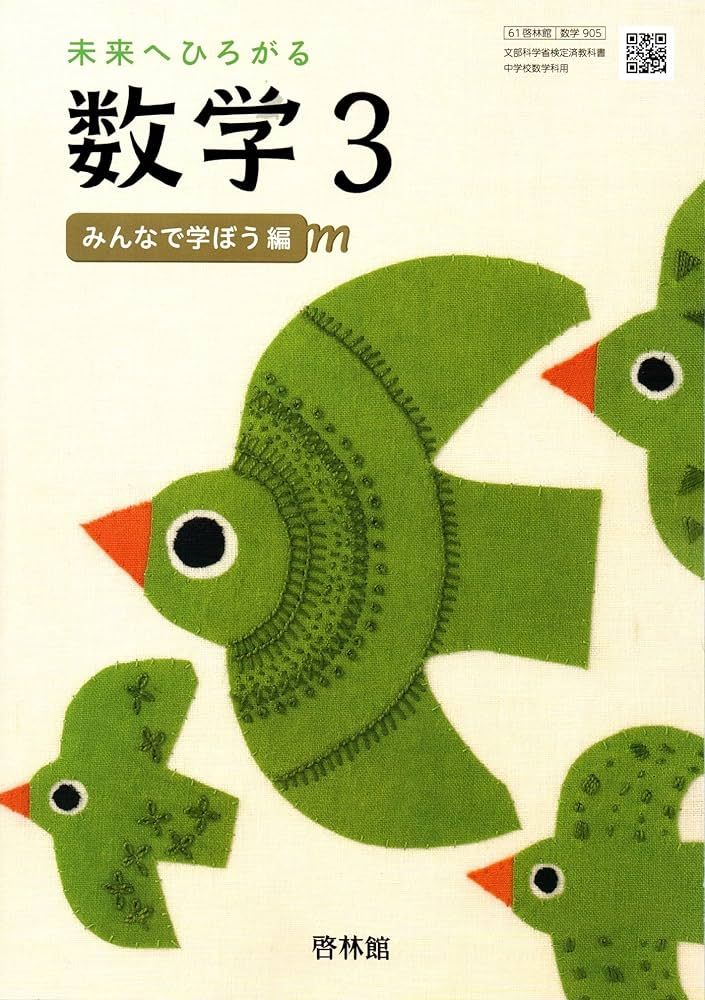 61 啓林館 数学 905
文部科学省検定済教科書
中学校数学科用
未来へひろがる
数学 3
みんなで学ぼう 編 m
啓林館